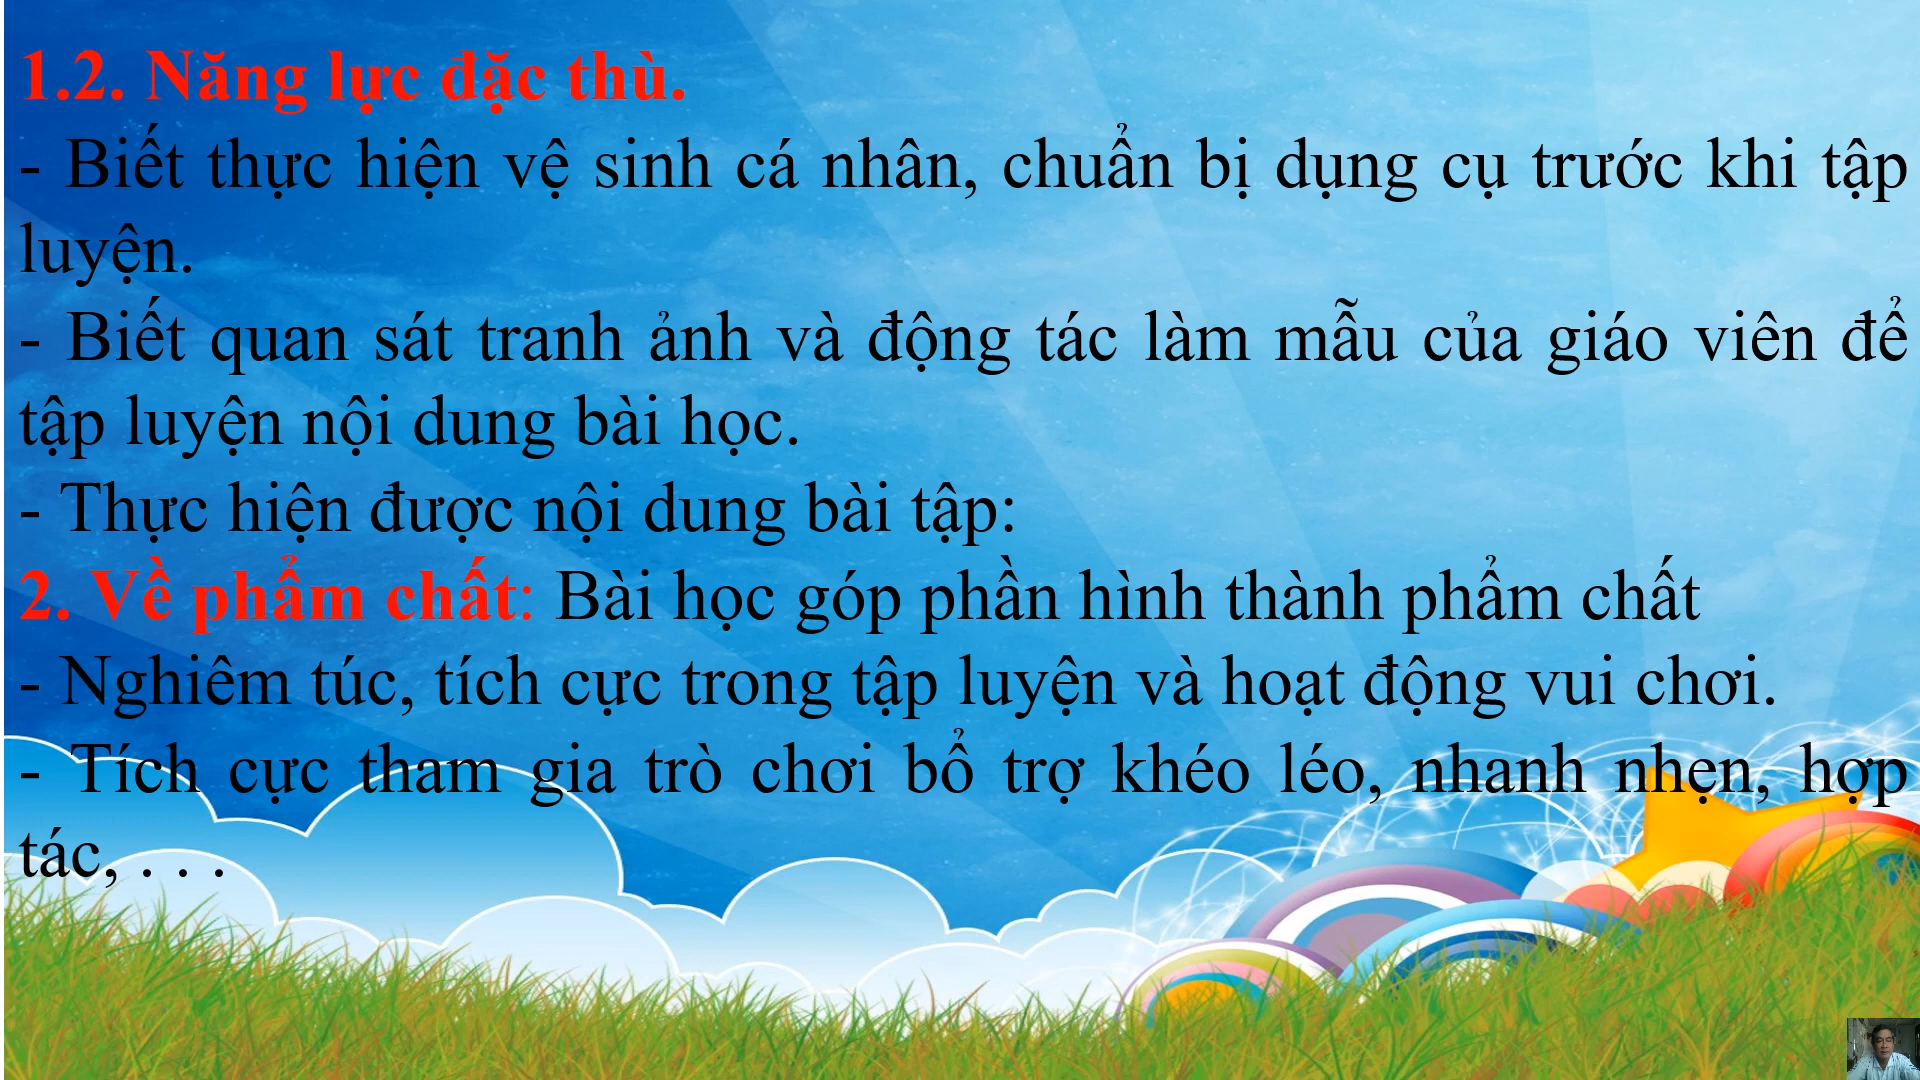 1.2. Năng lực đặc thù.
- Biết thực hiện vệ sinh cá nhân, chuẩn bị dụng cụ trước khi tập
luyện.
- Biết quan sát tranh ảnh và động tác làm mẫu của giáo viên để
tập luyện nội dung bài học.
- Thực hiện được nội dung bài tập:
2. Về phẩm chất: Bài học góp phần hình thành phẩm chất
- Nghiêm túc, tích cực trong tập luyện và hoạt động vui chơi.
- Tích cực tham gia trò chơi bổ trợ khéo léo, nhanh nhẹn, hợp
tác, . . .